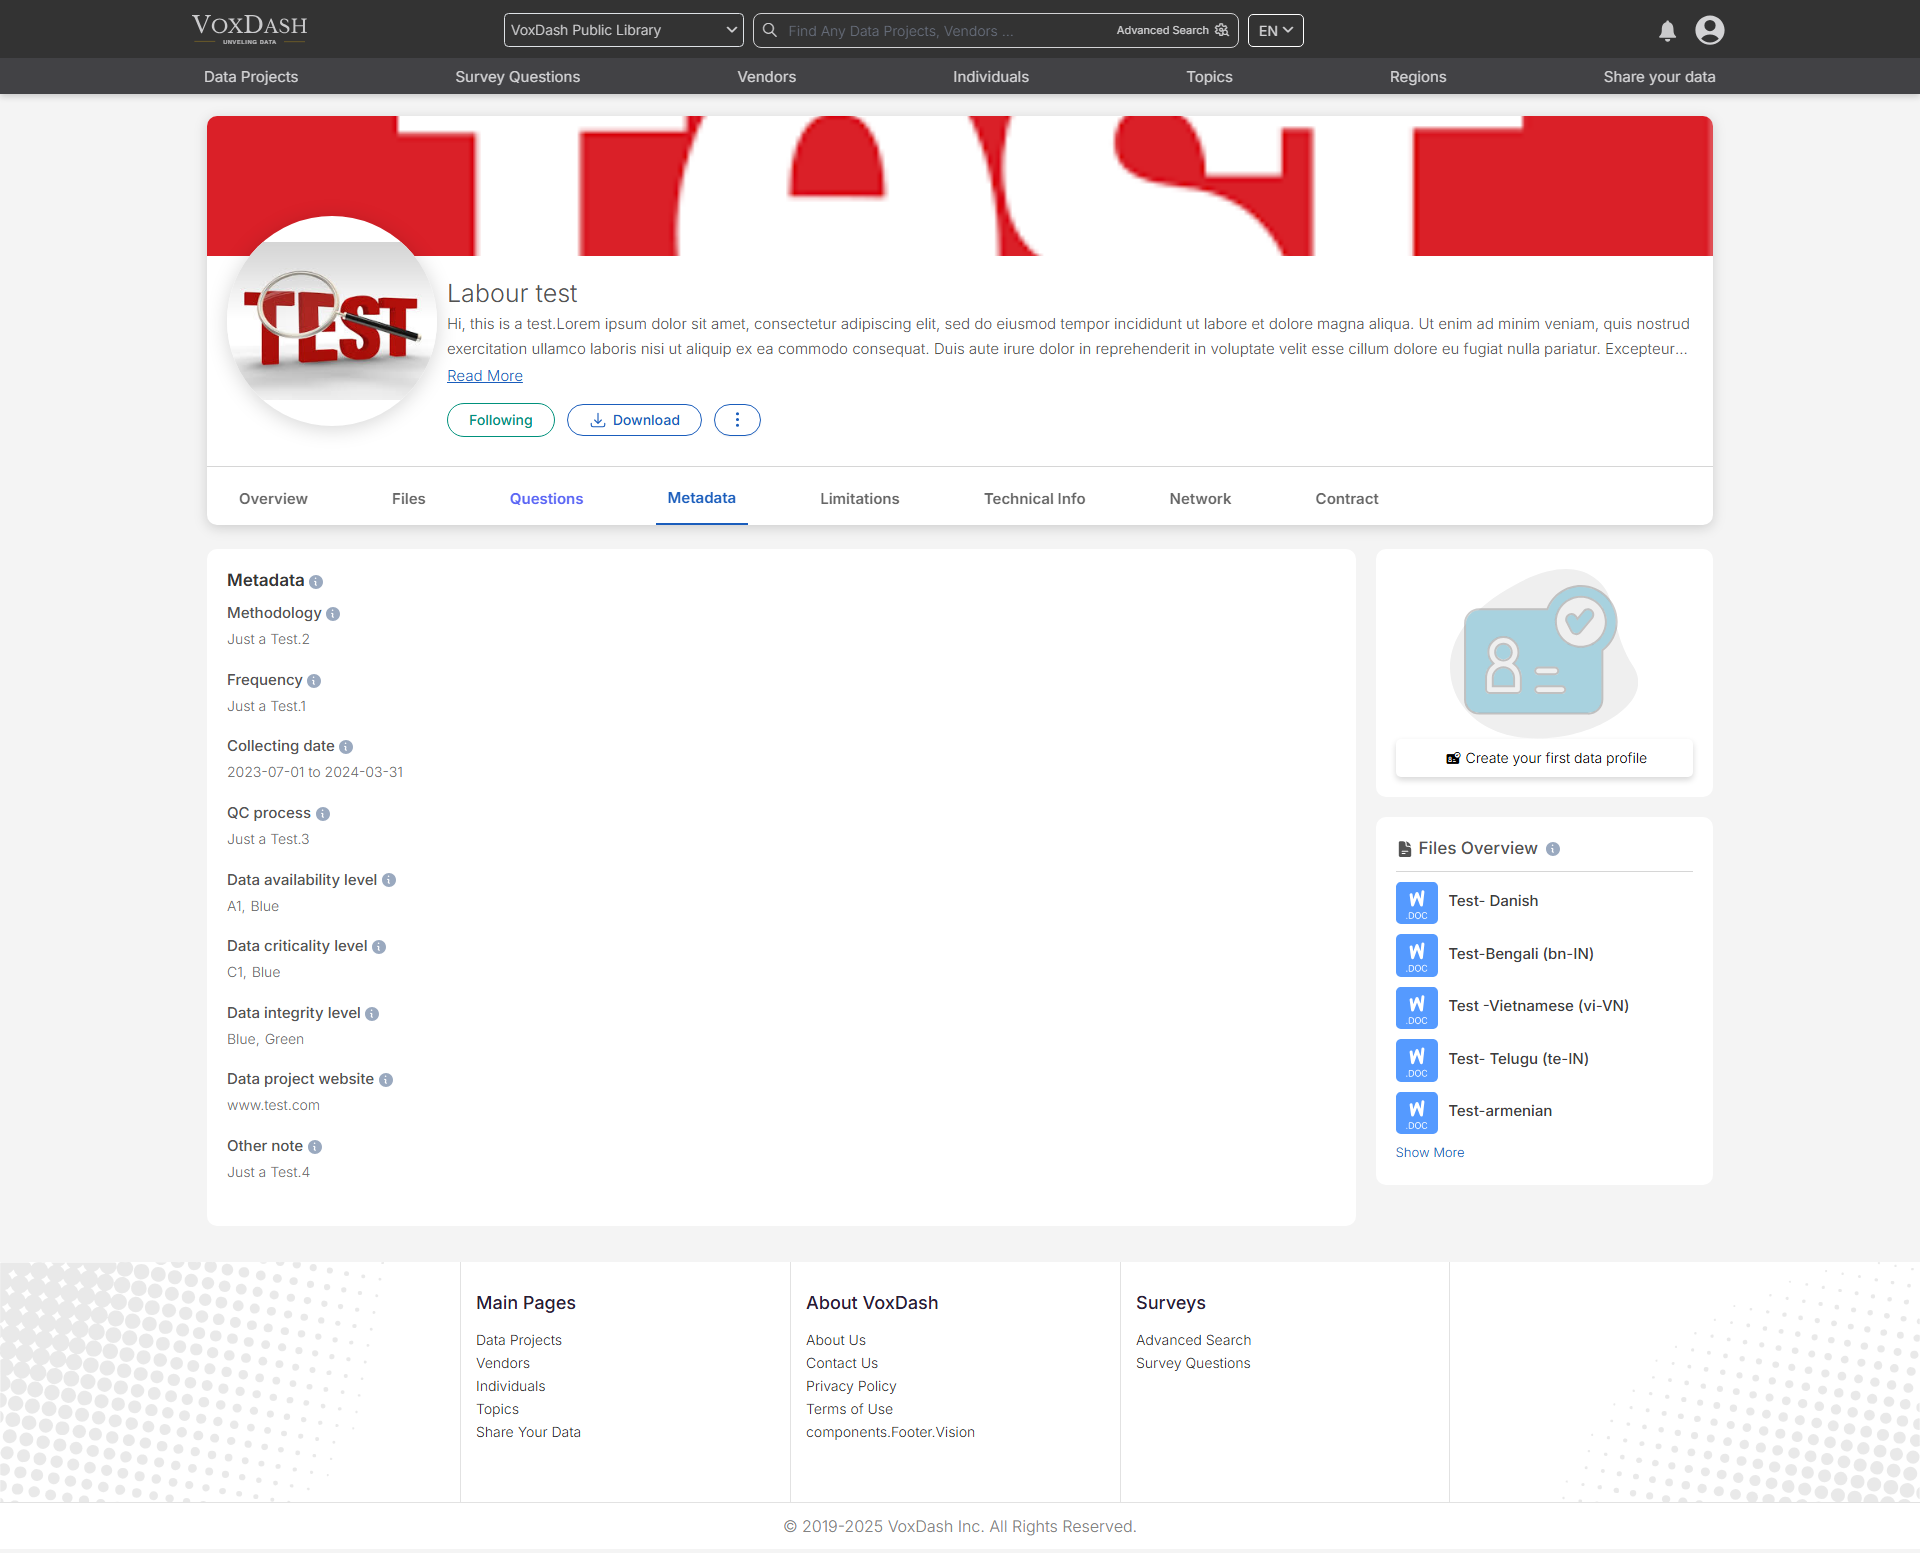 VOXDASH
UNVEILING DATA
VoxDash Public Library
Find Any Data Projects, Vendors ...
Advanced Search
EN
Data Projects
Survey Questions
Vendors
Individuals
Topics
Regions
Share your data
TEST
Labour test
Hi, this is a test.Lorem ipsum dolor sit amet, consectetur adipiscing elit, sed do eiusmod tempor incididunt ut labore et dolore magna aliqua. Ut enim ad minim veniam, quis nostrud
exercitation ullamco laboris nisi ut aliquip ex ea commodo consequat. Duis aute irure dolor in reprehenderit in voluptate velit esse cillum dolore eu fugiat nulla pariatur. Excepteur...
Read More
Following
Download
Overview
Files
Questions
Metadata
Limitations
Technical Info
Network
Contract
Metadata
Methodology
Just a Test.2
Frequency
Just a Test.1
Collecting date
2023-07-01 to 2024-03-31
QC process
Just a Test.3
Data availability level
A1, Blue
Data criticality level
C1, Blue
Data integrity level
Blue, Green
Data project website
www.test.com
Other note
Just a Test.4
Create your first data profile
Files Overview
W
.DOC
Test- Danish
W
.DOC
Test-Bengali (bn-IN)
W
.DOC
Test -Vietnamese (vi-VN)
W
.DOC
Test- Telugu (te-IN)
W
.DOC
Test-armenian
Show More
Main Pages
Data Projects
Vendors
Individuals
Topics
Share Your Data
About VoxDash
About Us
Contact Us
Privacy Policy
Terms of Use
components.Footer.Vision
Surveys
Advanced Search
Survey Questions
© 2019-2025 VoxDash Inc. All Rights Reserved.